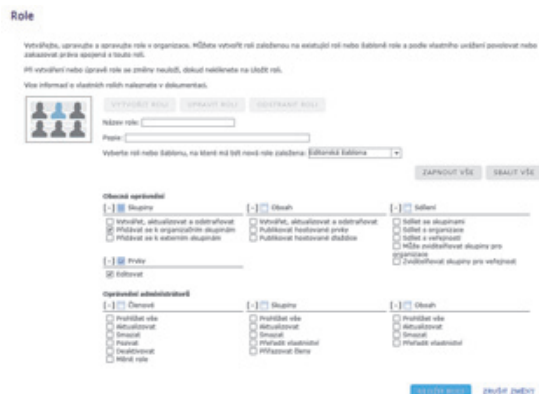 Role
Vytvářejte, upravujte a spravujte role v organizace. Můžete vytvořit roli založenou na existující roli nebo šabloně role a podle vlastního uvážení povolovat nebo
zakazovat práva spojená s touto rolí.
Při vytváření nebo úpravě role se změny neuloží, dokud nekliknete na Uložit roli.
Více informací o vlastních rolích naleznete v dokumentaci.
VYTVOŘIT ROLI UPRAVIT ROLI ODSTRANIT ROLI
Název role:
Popis:
Vyberte roli nebo šablonu, na které má být nová role založena: Editorská šablona
ZAPNOUT VŠE SBALIT VŠE
Obecná oprávnění
[-] Skupiny [-] Obsah [-] Sdílení
Vytvářet, aktualizovat a odstraňovat Vytvářet, aktualizovat a odstraňovat Sdílet se skupinami
Přidávat se k organizačním skupinám Publikovat hostované prvky Sdílet s organizace
Přidávat se k externím skupinám Publikovat hostované dlaždice Sdílet s veřejností
Může zviditelňovat skupiny pro
organizace
[-] Prvky Zviditelňovat skupiny pro veřejnost
Editovat
Oprávnění administrátorů
[-] Členové [-] Skupiny [-] Obsah
Prohlížet vše Prohlížet vše Prohlížet vše
Aktualizovat Aktualizovat Aktualizovat
Smazat Smazat Smazat
Pozvat Přeřadit vlastnictví Přeřadit vlastnictví
Deaktivovat Přiřazovat členy
Měnit role
ULOŽIT ROLI ZRUŠIT ZMĚNY